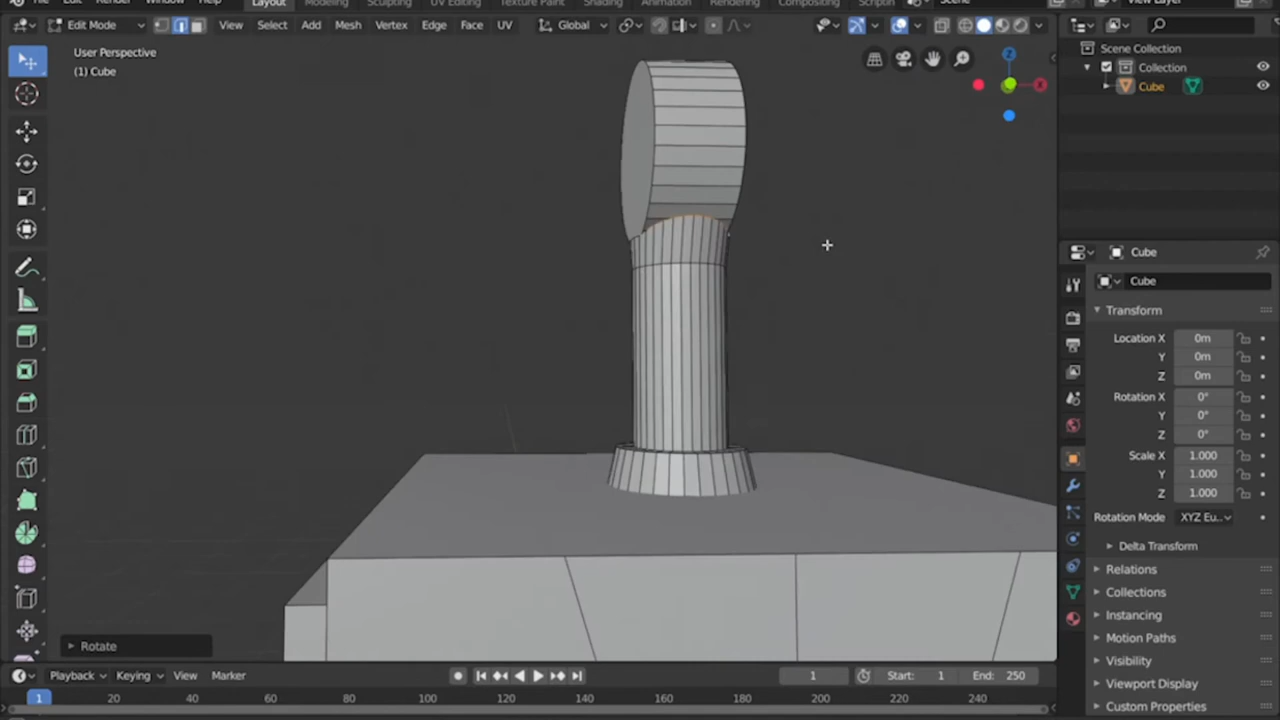 Edit Render Window Help Layout Modeling Sculpting UV Editing Texture Paint Shading Animation Rendering Compositing Scene View Layer
Edit Mode View Select Add Mesh Vertex Edge Face UV Global
User Perspective
(1) Cube
Scene Collection
Collection
Cube
Cube
Cube
Transform
Location X 0m
Y 0m
Z 0m
Rotation X 0°
Y 0°
Z 0°
Scale X 1.000
Y 1.000
Z 1.000
Rotation Mode XYZ Eu..
Delta Transform
Relations
Collections
Instancing
Motion Paths
Visibility
Viewport Display
Custom Properties
Rotate
Playback Keying View Marker 1 Start: 1 End: 250
1 20 40 60 80 100 120 140 160 180 200 220 240